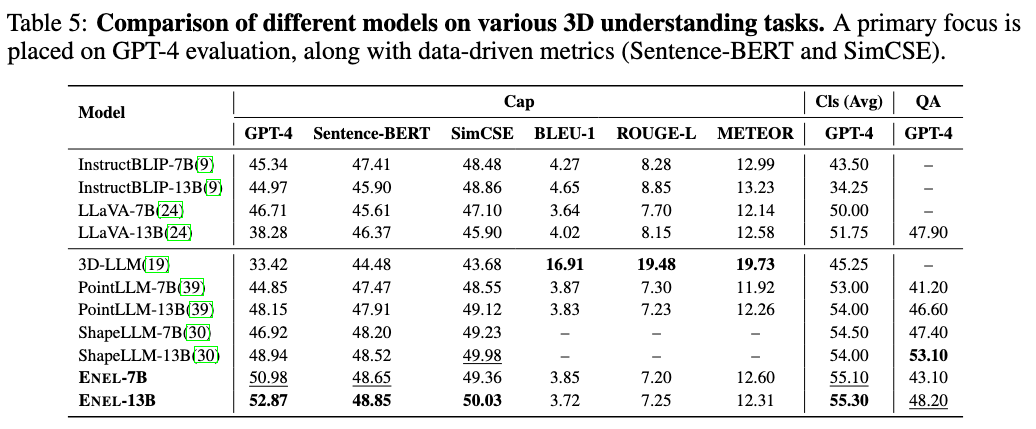 Table 5: Comparison of different models on various 3D understanding tasks. A primary focus is
placed on GPT-4 evaluation, along with data-driven metrics (Sentence-BERT and SimCSE).
Model Cap Cls (Avg) QA
GPT-4 Sentence-BERT SimCSE BLEU-1 ROUGE-L METEOR GPT-4 GPT-4
InstructBLIP-7B(9) 45.34 47.41 48.48 4.27 8.28 12.99 43.50 –
InstructBLIP-13B(9) 44.97 45.90 48.86 4.65 8.85 13.23 34.25 –
LLaVA-7B(24) 46.71 45.61 47.10 3.64 7.70 12.14 50.00 –
LLaVA-13B(24) 38.28 46.37 45.90 4.02 8.15 12.58 51.75 47.90
3D-LLM(19) 33.42 44.48 43.68 16.91 19.48 19.73 45.25 –
PointLLM-7B(39) 44.85 47.47 48.55 3.87 7.30 11.92 53.00 41.20
PointLLM-13B(39) 48.15 47.91 49.12 3.83 7.23 12.26 54.00 46.60
ShapeLLM-7B(30) 46.92 48.20 49.23 – – – 54.50 47.40
ShapeLLM-13B(30) 48.94 48.52 49.98 – – – 54.00 53.10
ENEL-7B 50.98 48.65 49.36 3.85 7.20 12.60 55.10 43.10
ENEL-13B 52.87 48.85 50.03 3.72 7.25 12.31 55.30 48.20